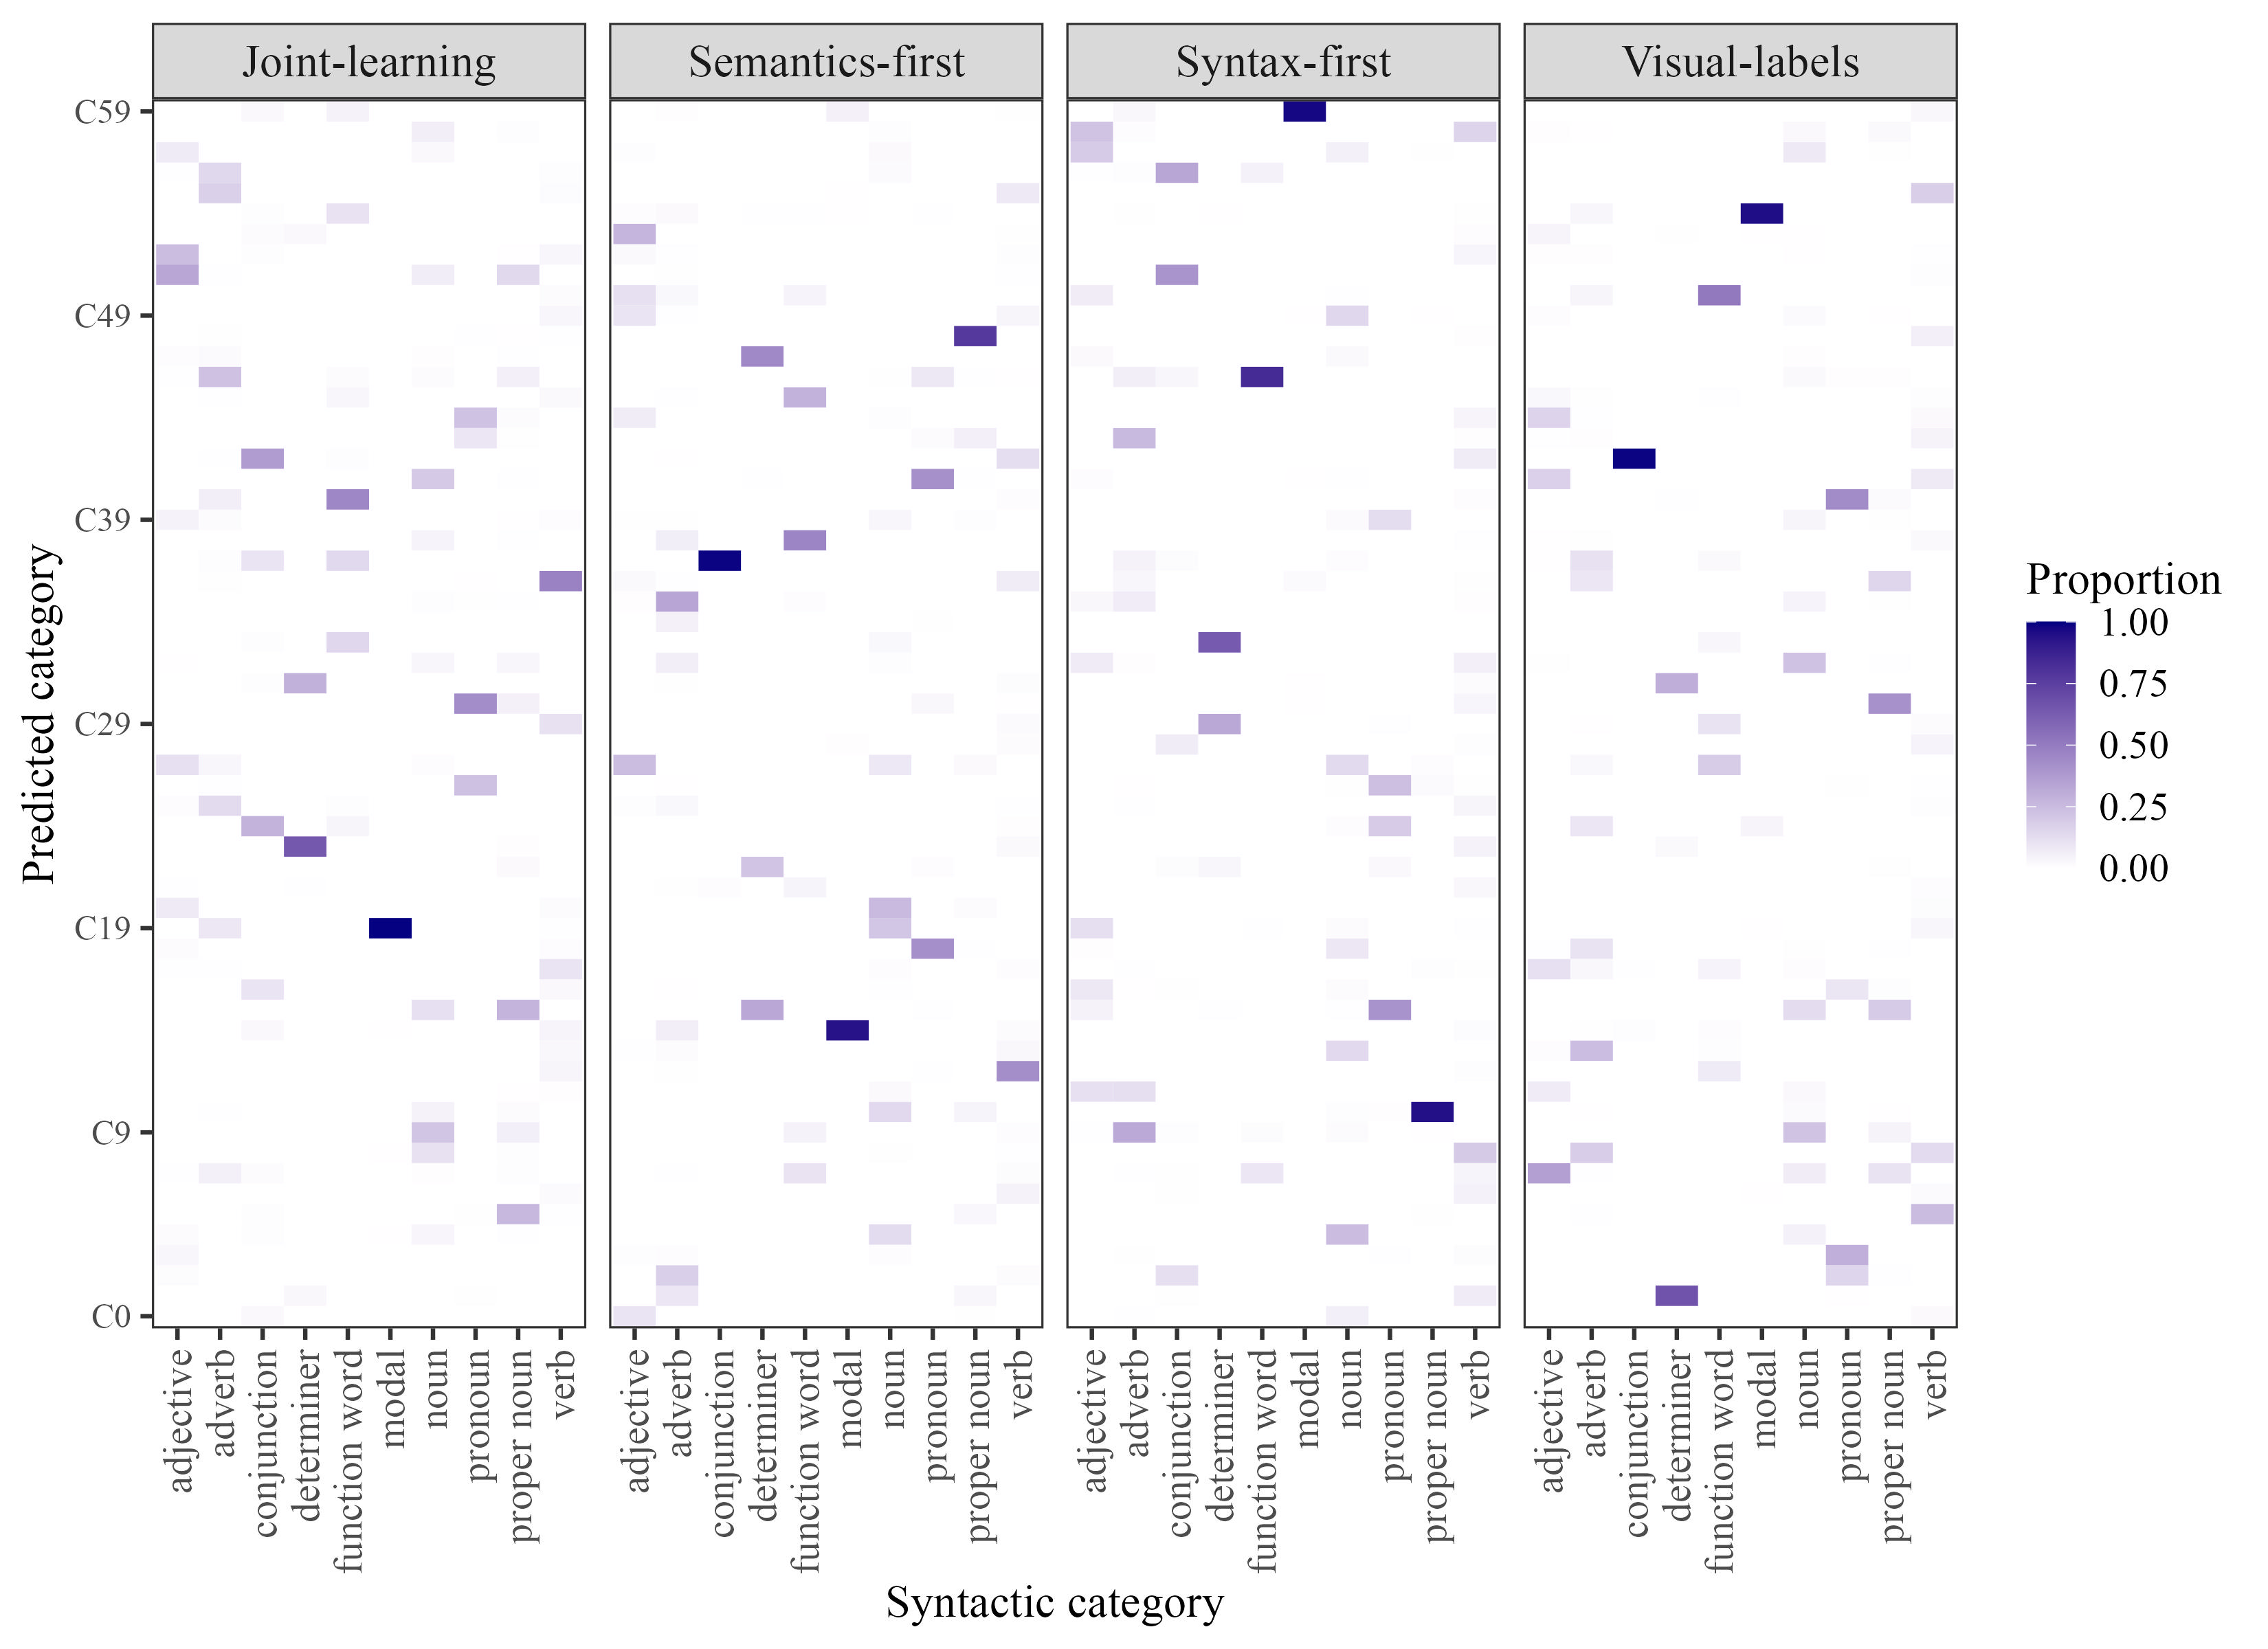 Joint-learning Semantics-first Syntax-first Visual-labels
C59
C49
C39
C29
C19
C9
C0
Predicted category
adjective adverb conjunction determiner function word modal noun pronoun proper noun verb
adjective adverb conjunction determiner function word modal noun pronoun proper noun verb
adjective adverb conjunction determiner function word modal noun pronoun proper noun verb
adjective adverb conjunction determiner function word modal noun pronoun proper noun verb
Syntactic category
Proportion
1.00
0.75
0.50
0.25
0.00